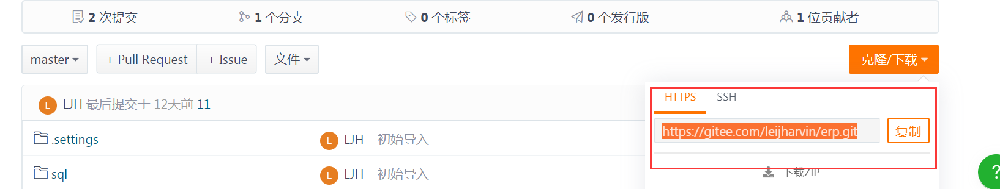 2 次提交 1 个分支 0 个标签 0 个发行版 1 位贡献者
master + Pull Request + Issue 文件 克隆/下载
HTTPS SSH
L LJH 最后提交于 12天前 11
https://gitee.com/leijharvin/erp.git 复制
.settings L LJH 初始导入
下载ZIP
sql L LJH 初始导入
?